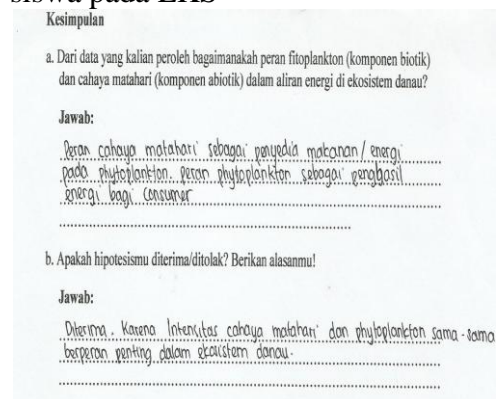 siswa pada LKS
Kesimpulan
a. Dari data yang kalian peroleh bagaimanakah peran fitoplankton (komponen biotik)
dan cahaya matahari (komponen abiotik) dalam aliran energi di ekosistem danau?
Jawab:
Peran cahaya matahari sebagai penyedia makanan / energi
pada phytoplankton. peran phytoplankton sebagai penghasil
energi bagi consumer
b. Apakah hipotesismu diterima/ditolak? Berikan alasanmu!
Jawab:
Diterima. Karena Intensitas cahaya matahari dan phytoplankton sama-sama
berperan penting dalam ekosistem danau.